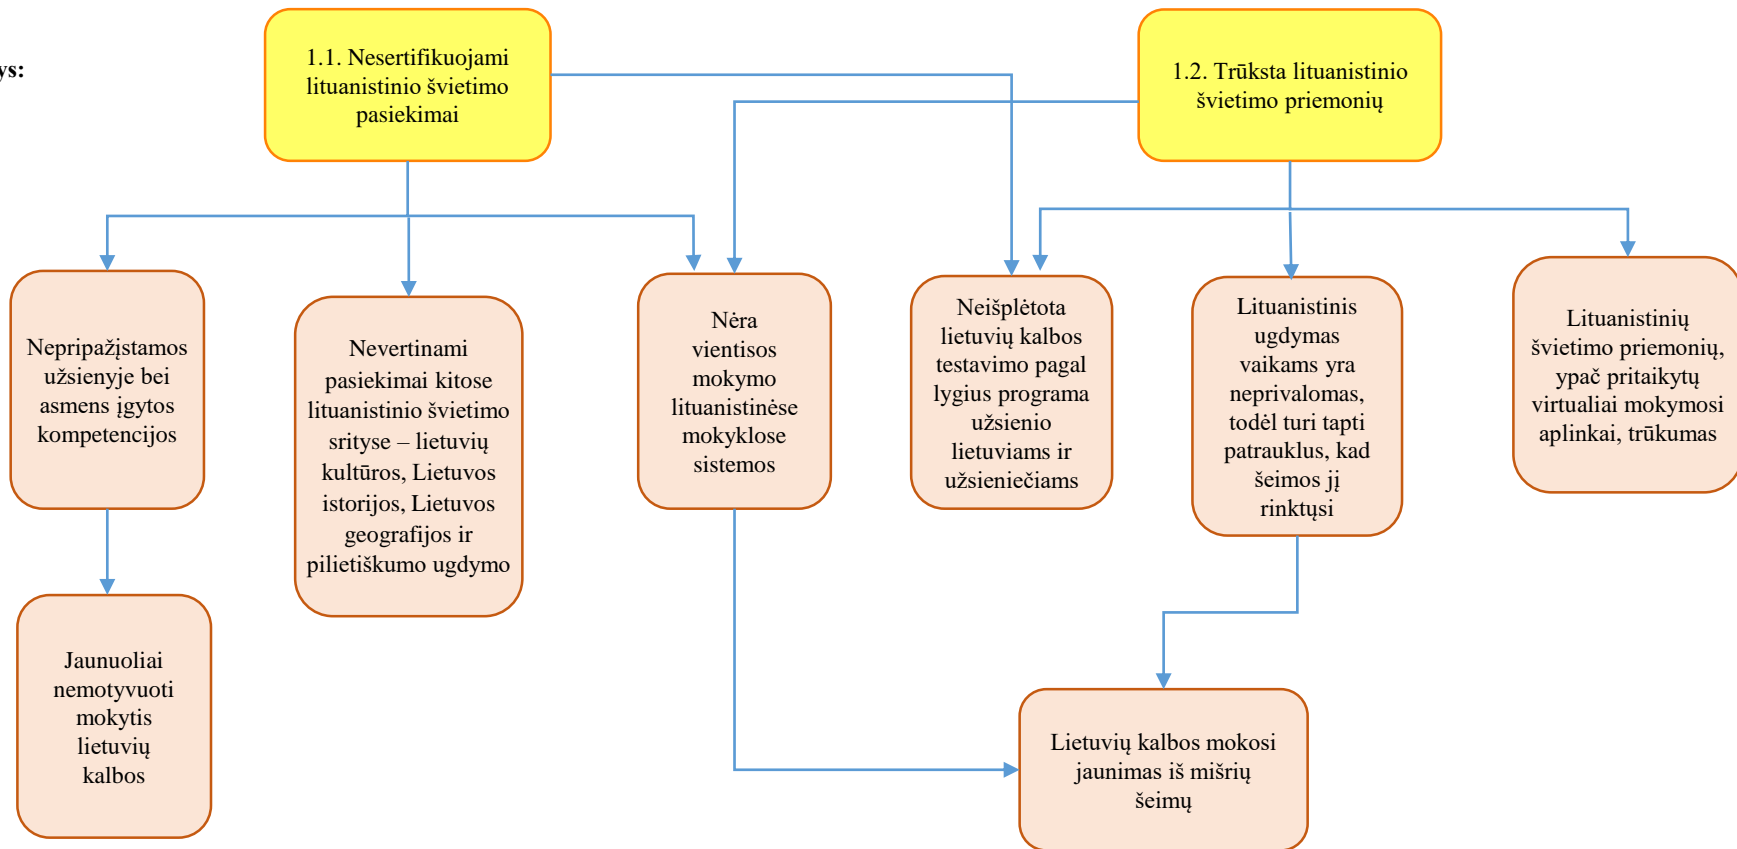 ys:
1.1. Nesertifikuojami
lituanistinio švietimo
pasiekimai
1.2. Trūksta lituanistinio
švietimo priemonių
Nepripažįstamos
užsienyje bei
asmens įgytos
kompetencijos
Nevertinami
pasiekimai kitose
lituanistinio švietimo
srityse – lietuvių
kultūros, Lietuvos
istorijos, Lietuvos
geografijos ir
pilietiškumo ugdymo
Nėra
vientisos
mokymo
lituanistinėse
mokyklose
sistemos
Neišplėtota
lietuvių kalbos
testavimo pagal
lygius programa
užsienio
lietuviams ir
užsieniečiams
Lituanistinis
ugdymas
vaikams yra
neprivalomas,
todėl turi tapti
patrauklus, kad
šeimos jį
rinktųsi
Lituanistinių
švietimo priemonių,
ypač pritaikytų
virtualiai mokymosi
aplinkai, trūkumas
Jaunuoliai
nemotyvuoti
mokytis
lietuvių
kalbos
Lietuvių kalbos mokosi
jaunimas iš mišrių
šeimų